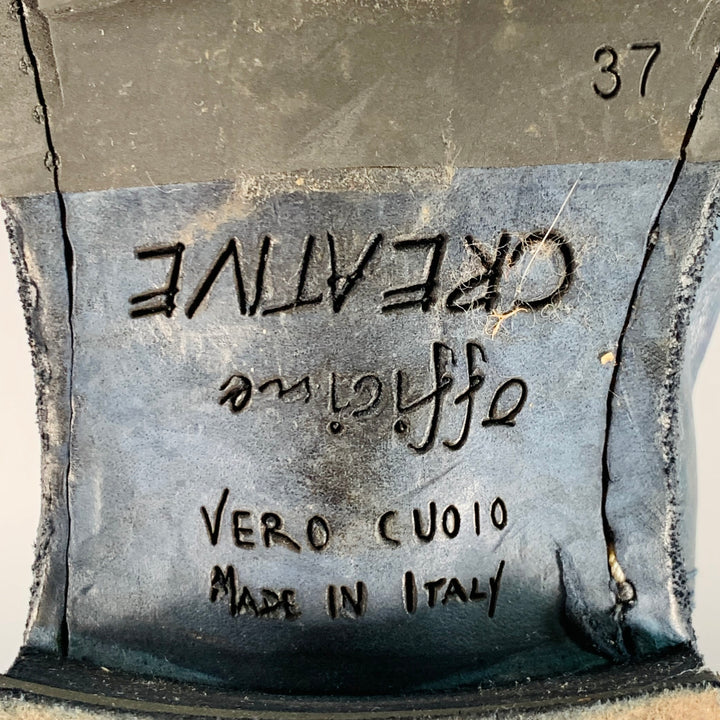 37
officine
CREATIVE
VERO CUOIO
MADE IN ITALY